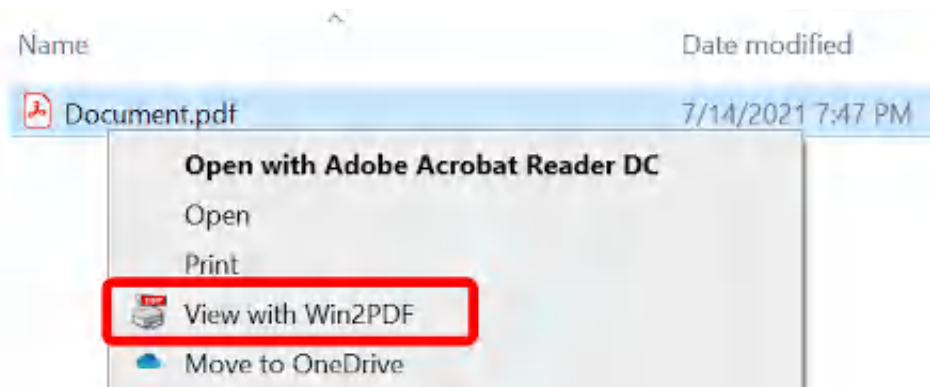 Name Date modified
Document.pdf 7/14/2021 7:47 PM
Open with Adobe Acrobat Reader DC
Open
Print
View with Win2PDF
Move to OneDrive